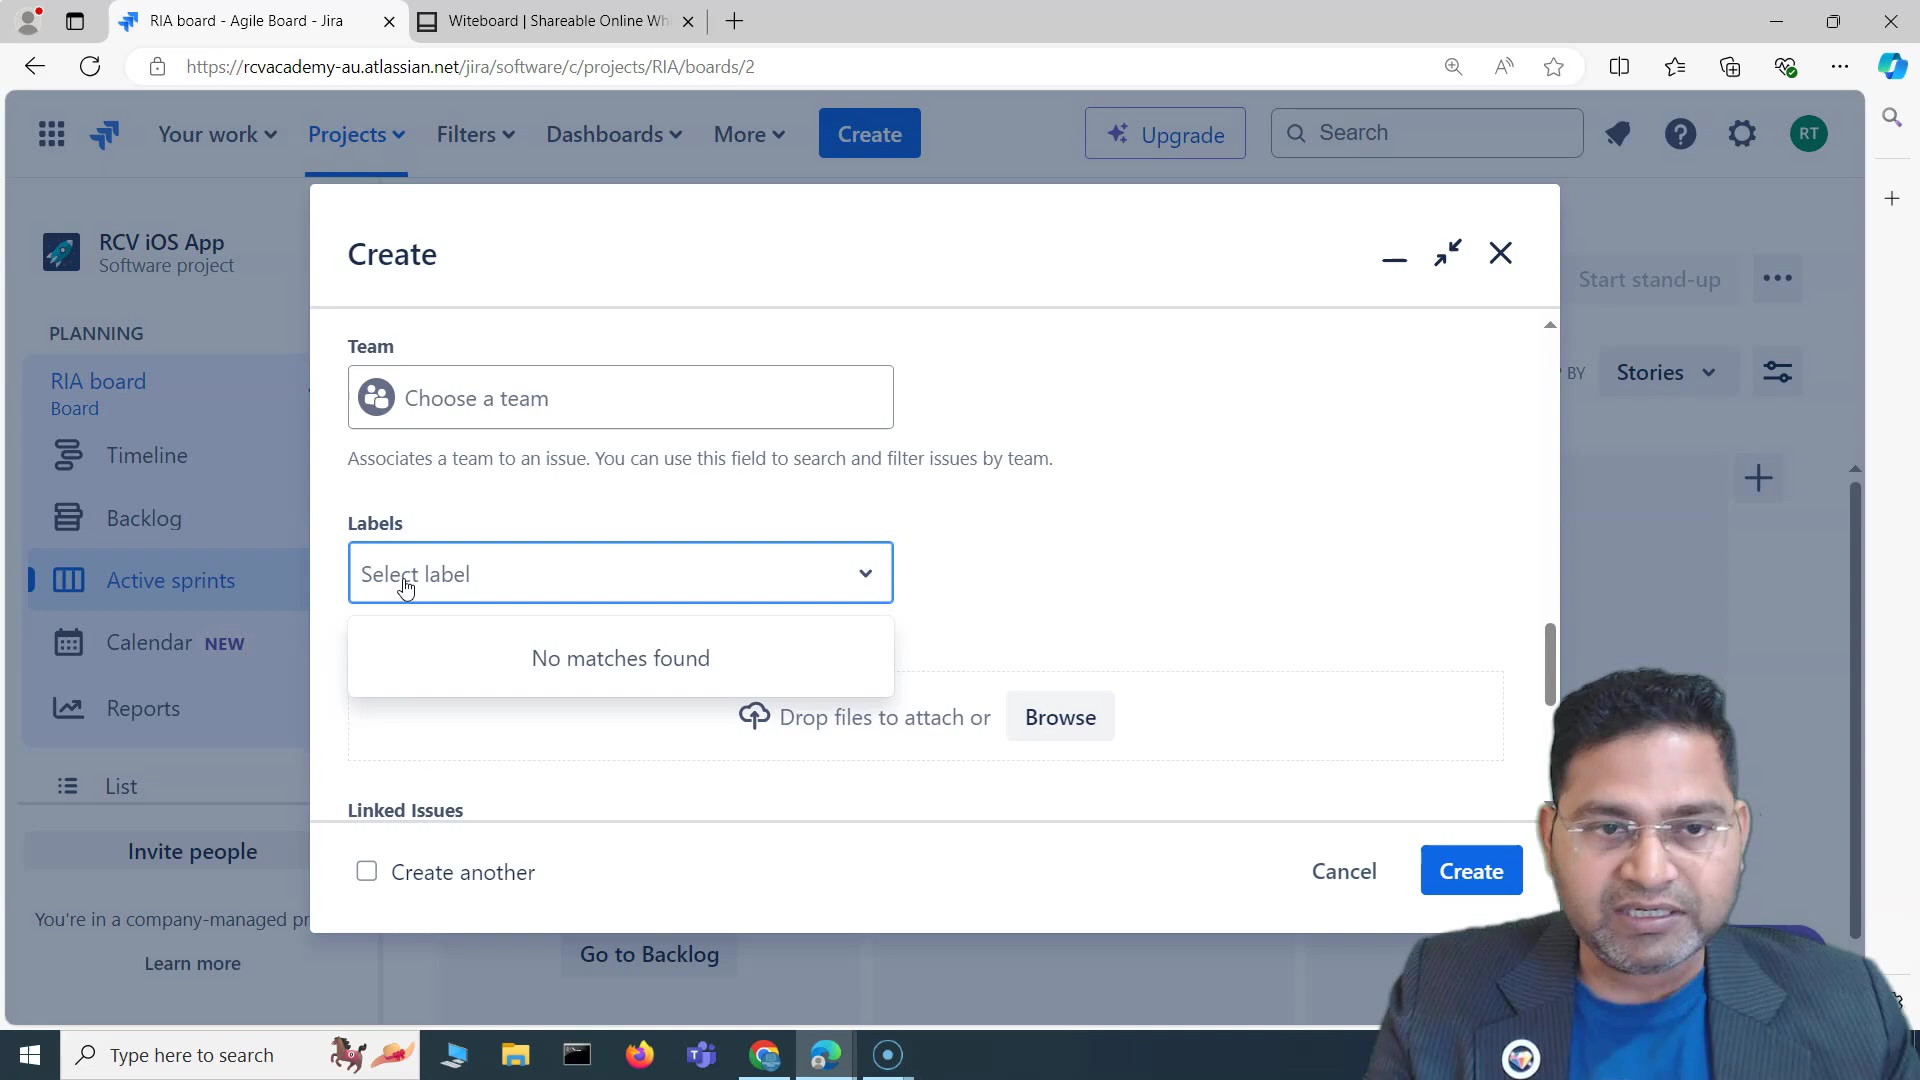 RIA board - Agile Board - Jira
Witeboard | Shareable Online Wh
https://rcvacademy-au.atlassian.net/jira/software/c/projects/RIA/boards/2
Your work
Projects
Filters
Dashboards
More
Create
Upgrade
Search
RT
RCV iOS App
Software project
Create
Start stand-up
PLANNING
RIA board
Board
Timeline
Backlog
Active sprints
Calendar NEW
Reports
List
Invite people
You're in a company-managed pr
Learn more
BY
Stories
Team
Choose a team
Associates a team to an issue. You can use this field to search and filter issues by team.
Labels
Select label
No matches found
Drop files to attach or
Browse
Linked Issues
Create another
Cancel
Create
Go to Backlog
Type here to search